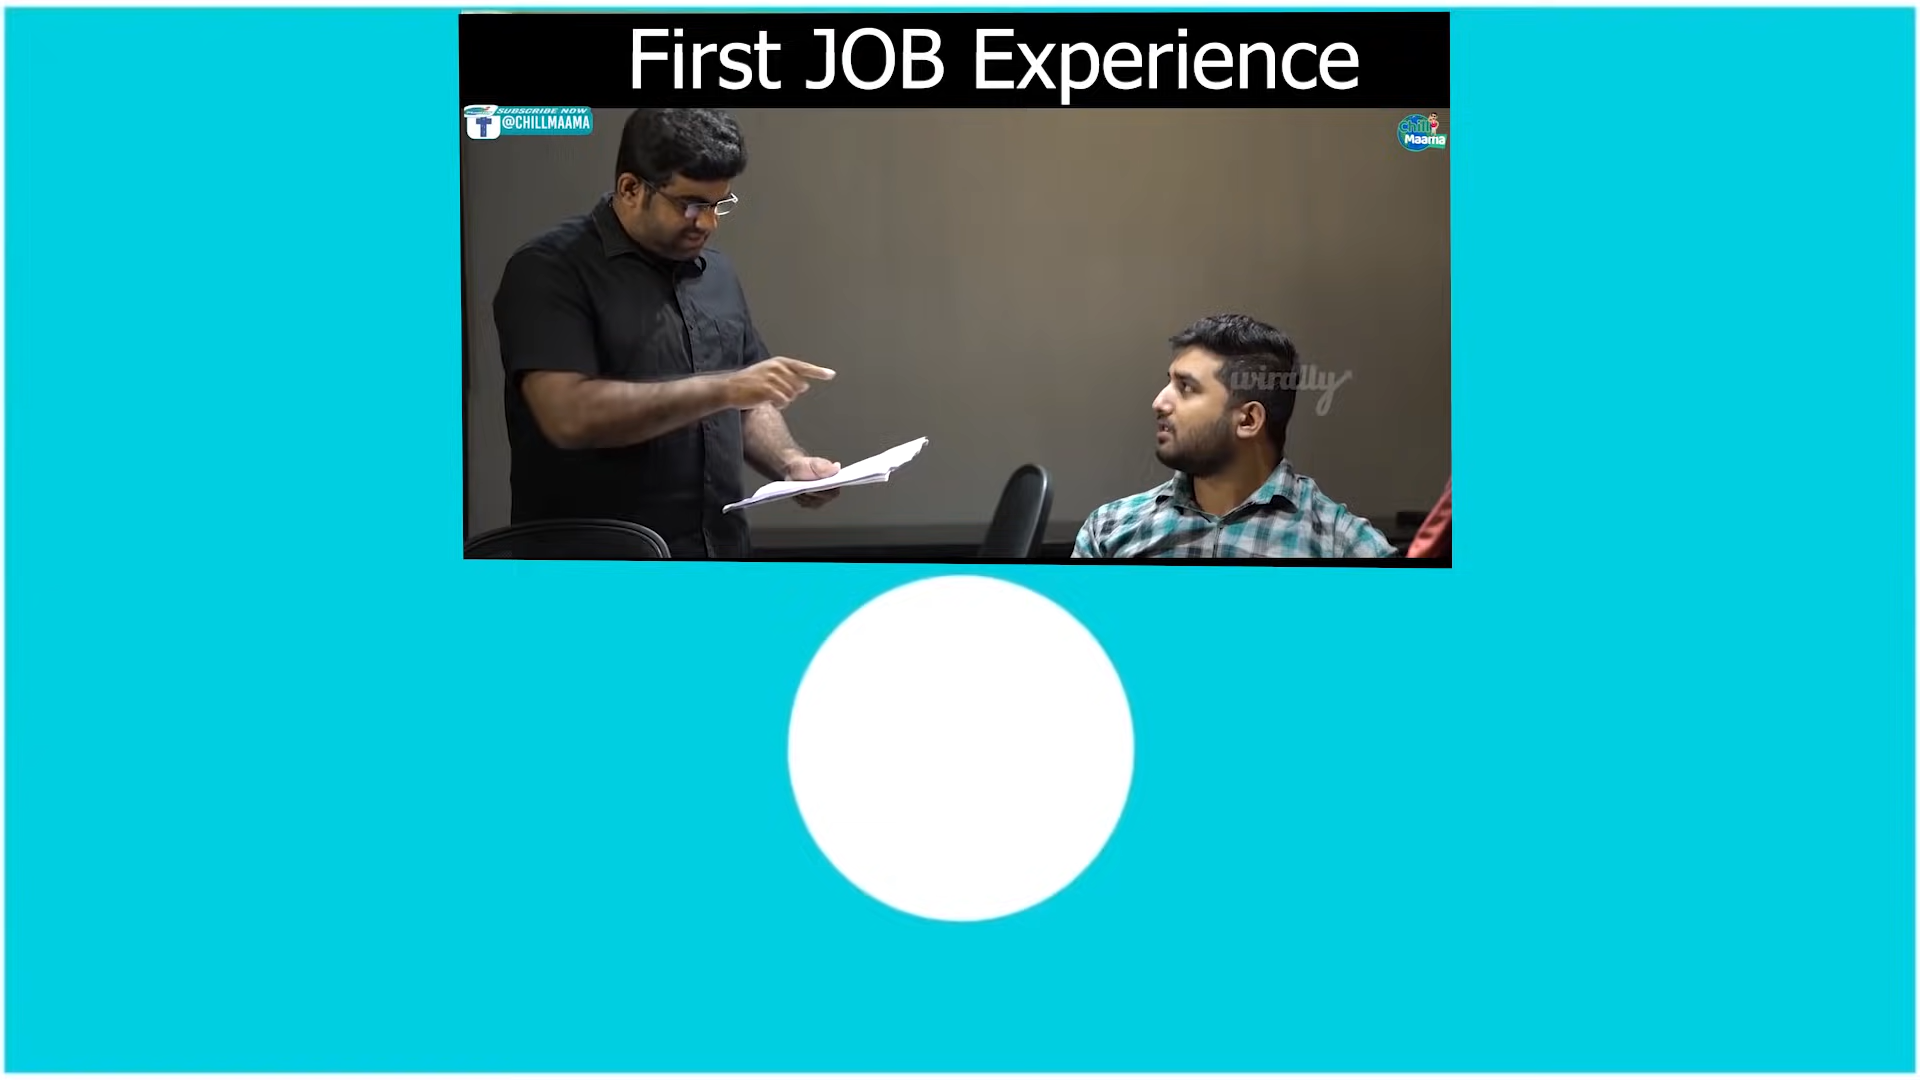 First JOB Experience
SUBSCRIBE NOW
@CHILLMAAMA
Chill
Maama
wirally